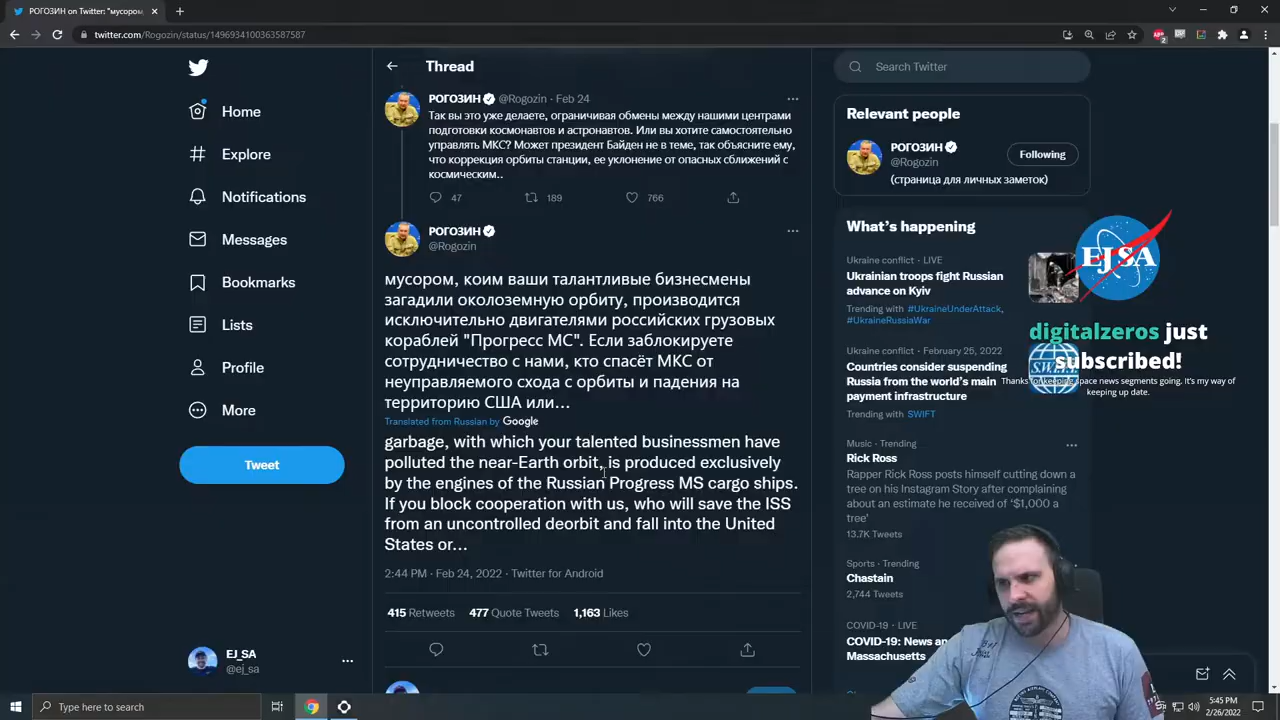 РОГОЗИН on Twitter: "мусором,
twitter.com/Rogozin/status/1496934100363587587
Home
Explore
Notifications
Messages
Bookmarks
Lists
Profile
More
Tweet
EJ_SA
@ej_sa
Thread
РОГОЗИН @Rogozin · Feb 24
Так вы это уже делаете, ограничивая обмены между нашими центрами
подготовки космонавтов и астронавтов. Или вы хотите самостоятельно
управлять МКС? Может президент Байден не в теме, так объясните ему,
что коррекция орбиты станции, ее уклонение от опасных сближений с
космическим..
47
189
766
РОГОЗИН
@Rogozin
мусором, коим ваши талантливые бизнесмены
загадили околоземную орбиту, производится
исключительно двигателями российских грузовых
кораблей "Прогресс МС". Если заблокируете
сотрудничество с нами, кто спасёт МКС от
неуправляемого схода с орбиты и падения на
территорию США или...
Translated from Russian by Google
garbage, with which your talented businessmen have
polluted the near-Earth orbit, is produced exclusively
by the engines of the Russian Progress MS cargo ships.
If you block cooperation with us, who will save the ISS
from an uncontrolled deorbit and fall into the United
States or...
2:44 PM · Feb 24, 2022 · Twitter for Android
415 Retweets 477 Quote Tweets 1,163 Likes
Search Twitter
Relevant people
РОГОЗИН
@Rogozin
Following
(страница для личных заметок)
What's happening
Ukraine conflict · LIVE
Ukrainian troops fight Russian
advance on Kyiv
Trending with #UkraineUnderAttack,
#UkraineRussiaWar
Ukraine conflict · February 25, 2022
Countries consider suspending
Russia from the world's main
payment infrastructure
Trending with SWIFT
Music · Trending
Rick Ross
Rapper Rick Ross posts himself cutting down a
tree on his Instagram Story after complaining
about an estimate he received of '$1,000 a
tree'
13.7K Tweets
Sports · Trending
Chastain
2,744 Tweets
COVID-19 · LIVE
COVID-19: News an
Massachusetts
EJSA
digitalzeros just
subscribed!
Thanks for keeping space news segments going. It's my way of
keeping up date.
SWIFT
Type here to search
5:45 PM
2/26/2022